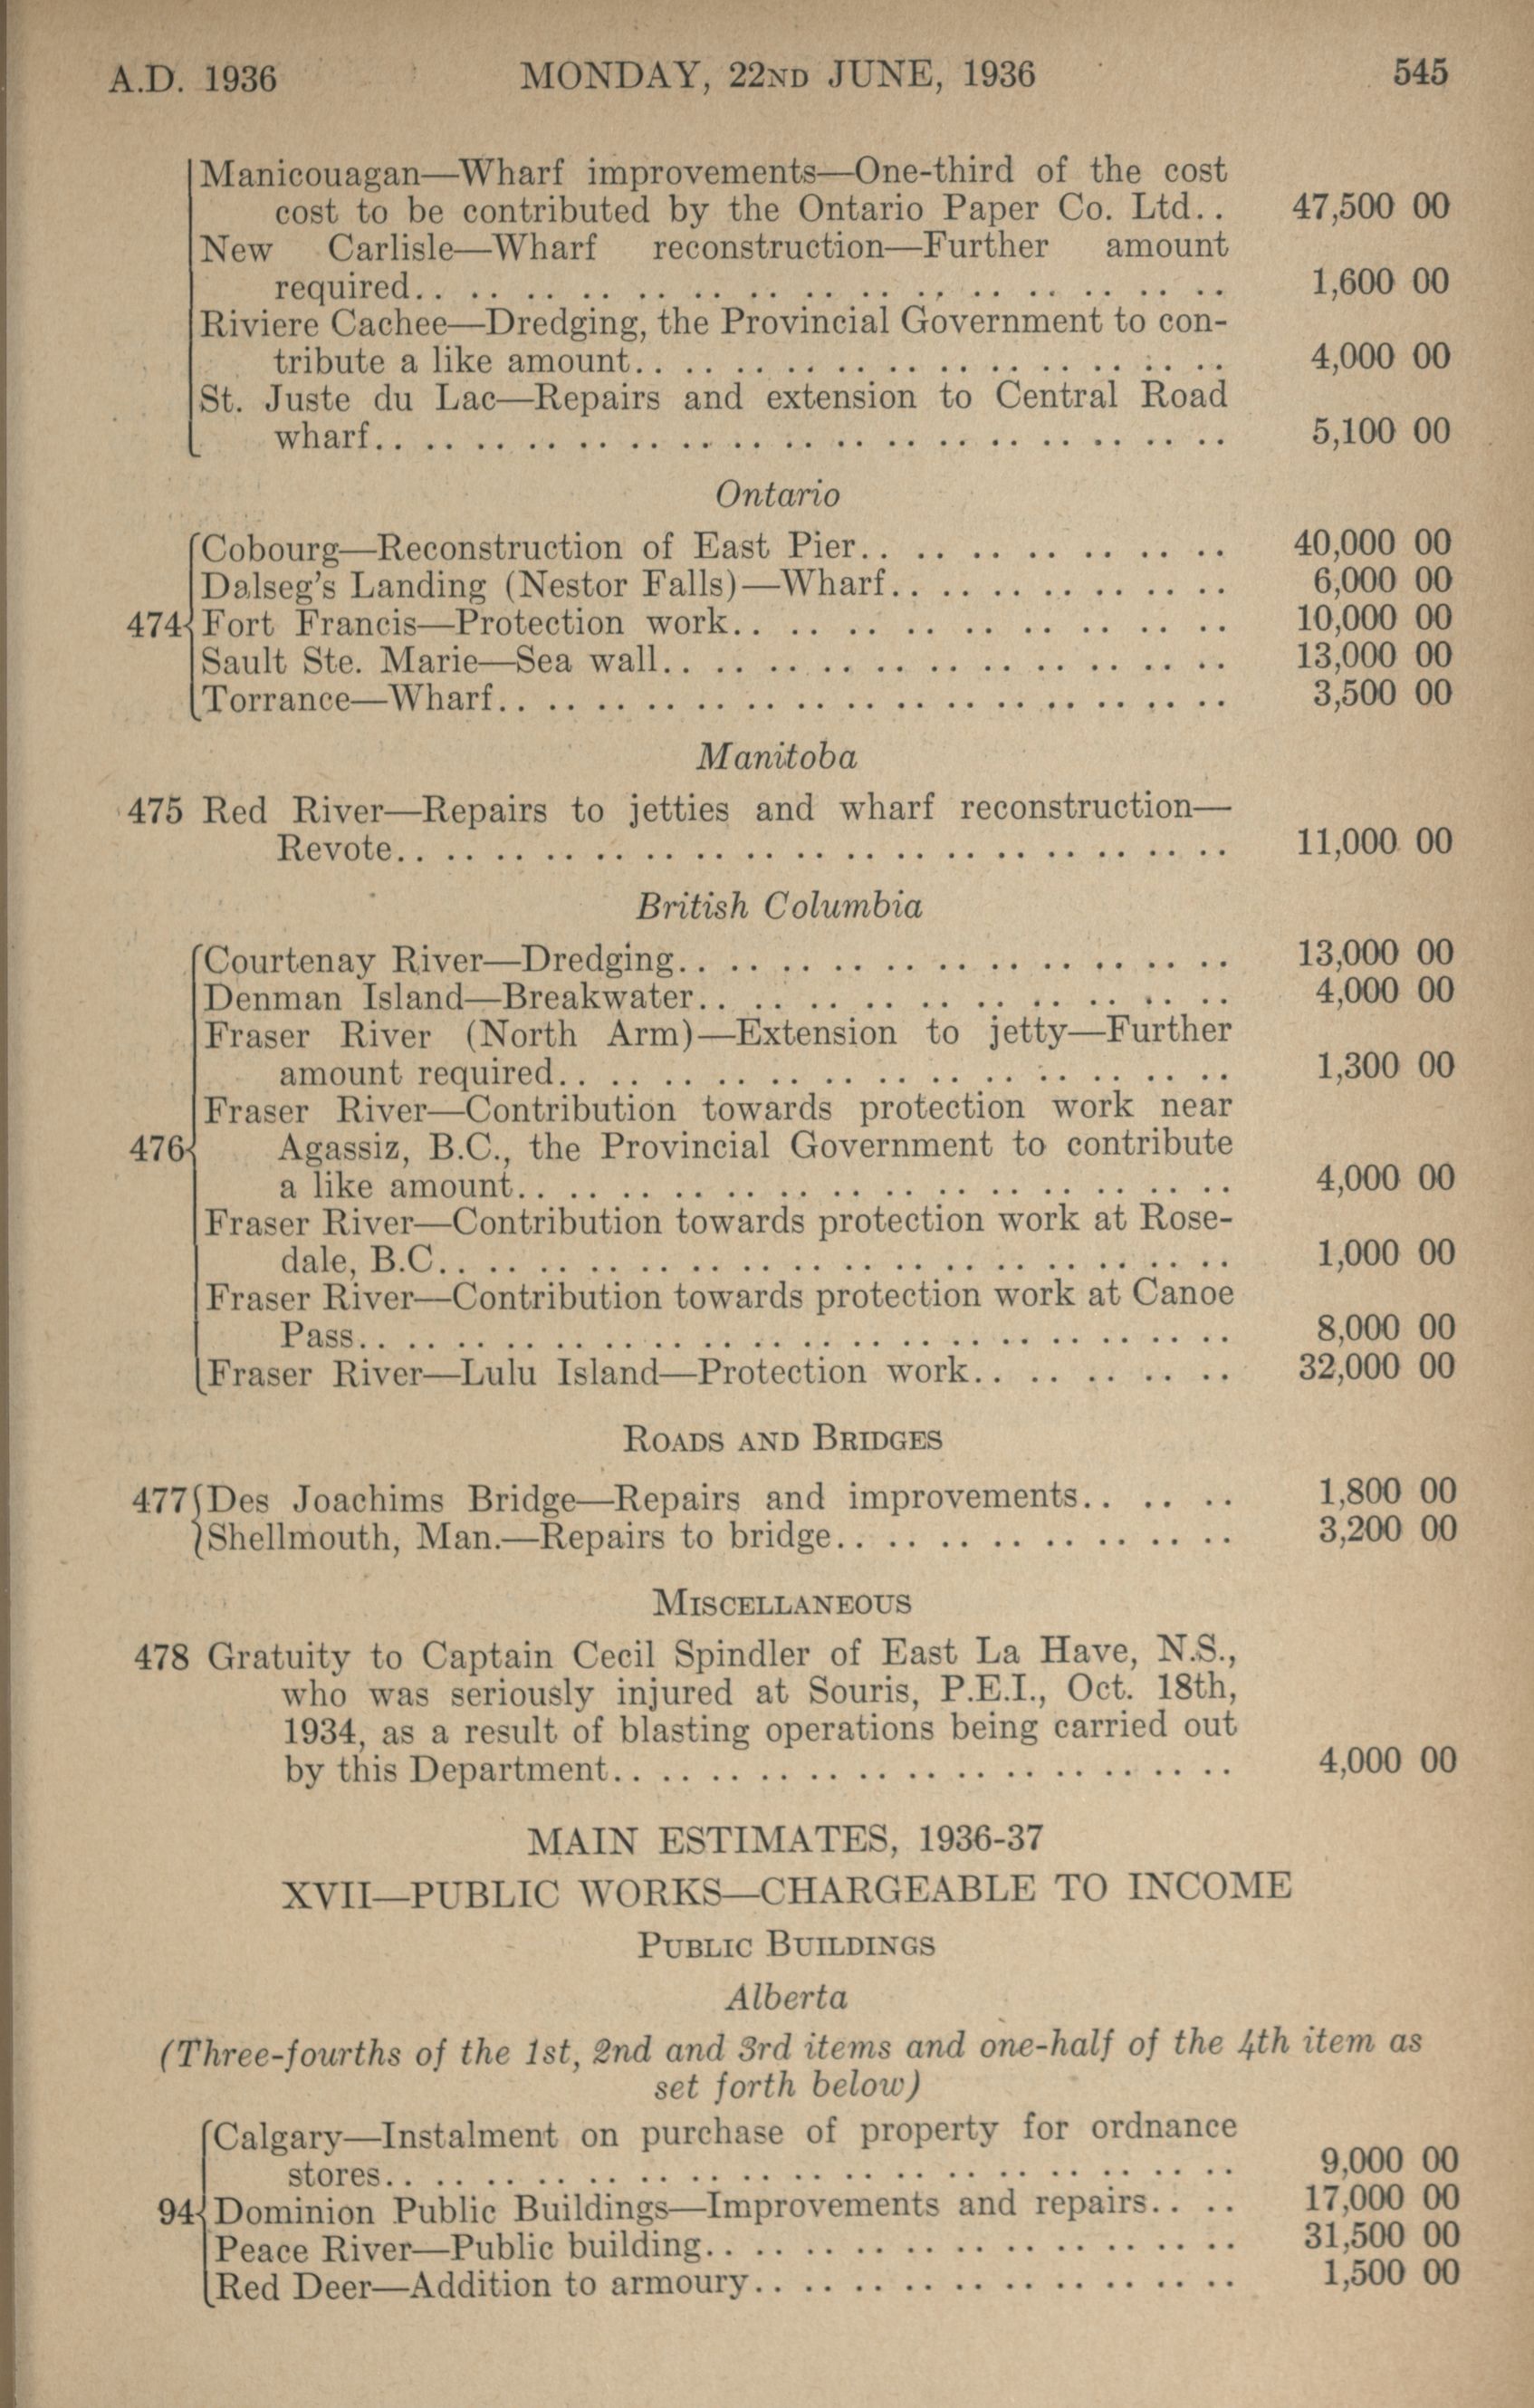 A.D. 1936 MONDAY, 22ND JUNE, 1936 545
Manicouagan—Wharf improvements—One-third of the cost
cost to be contributed by the Ontario Paper Co. Ltd.. 47,500 00
New Carlisle—Wharf reconstruction—Further amount
required.. .. .. .. .. .. .. .. .. .. .. .. .. .. .. 1,600 00
Riviere Cachee—Dredging, the Provincial Government to con-
tribute a like amount.. .. .. .. .. .. .. .. .. .. .. .. 4,000 00
St. Juste du Lac—Repairs and extension to Central Road
wharf.. .. .. .. .. .. .. .. .. .. .. .. .. .. .. .. .. 5,100 00
Ontario
Cobourg—Reconstruction of East Pier.. .. .. .. .. .. .. 40,000 00
Dalseg's Landing (Nestor Falls)—Wharf.. .. .. .. .. .. .. 6,000 00
474 Fort Francis—Protection work.. .. .. .. .. .. .. .. .. 10,000 00
Sault Ste. Marie—Sea wall.. .. .. .. .. .. .. .. .. .. .. 13,000 00
Torrance—Wharf.. .. .. .. .. .. .. .. .. .. .. .. .. .. .. 3,500 00
Manitoba
475 Red River—Repairs to jetties and wharf reconstruction—
Revote.. .. .. .. .. .. .. .. .. .. .. .. .. .. .. .. .. 11,000 00
British Columbia
Courtenay River—Dredging.. .. .. .. .. .. .. .. .. .. .. 13,000 00
Denman Island—Breakwater.. .. .. .. .. .. .. .. .. .. 4,000 00
Fraser River (North Arm)—Extension to jetty—Further
amount required.. .. .. .. .. .. .. .. .. .. .. .. .. 1,300 00
Fraser River—Contribution towards protection work near
476 Agassiz, B.C., the Provincial Government to contribute
a like amount.. .. .. .. .. .. .. .. .. .. .. .. .. .. 4,000 00
Fraser River—Contribution towards protection work at Rose-
dale, B.C.. .. .. .. .. .. .. .. .. .. .. .. .. .. .. .. 1,000 00
Fraser River—Contribution towards protection work at Canoe
Pass.. .. .. .. .. .. .. .. .. .. .. .. .. .. .. .. .. 8,000 00
Fraser River—Lulu Island—Protection work.. .. .. .. .. 32,000 00
ROADS AND BRIDGES
477 Des Joachims Bridge—Repairs and improvements.. .. .. 1,800 00
Shellmouth, Man.—Repairs to bridge.. .. .. .. .. .. .. .. 3,200 00
MISCELLANEOUS
478 Gratuity to Captain Cecil Spindler of East La Have, N.S.,
who was seriously injured at Souris, P.E.I., Oct. 18th,
1934, as a result of blasting operations being carried out
by this Department.. .. .. .. .. .. .. .. .. .. .. .. .. 4,000 00
MAIN ESTIMATES, 1936-37
XVII—PUBLIC WORKS—CHARGEABLE TO INCOME
PUBLIC BUILDINGS
Alberta
(Three-fourths of the 1st, 2nd and 3rd items and one-half of the 4th item as
set forth below)
Calgary—Instalment on purchase of property for ordnance
stores.. .. .. .. .. .. .. .. .. .. .. .. .. .. .. .. .. 9,000 00
94 Dominion Public Buildings—Improvements and repairs.. .. 17,000 00
Peace River—Public building.. .. .. .. .. .. .. .. .. .. .. 31,500 00
Red Deer—Addition to armoury.. .. .. .. .. .. .. .. .. .. 1,500 00